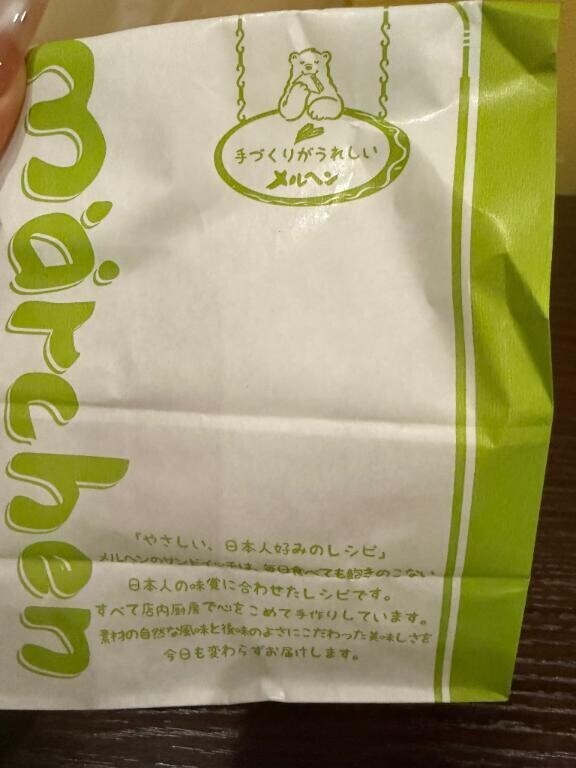 手づくりがうれしい
メルヘン
märchen
「やさしい、日本人好みのレシピ」
メルヘンのサンドイッチは、毎日食べても飽きのこない
日本人の味覚に合わせたレシピです。
すべて店内厨房で心をこめて手作りしています。
素材の自然な風味と後味のよさにこだわった美味しさを
今日も変わらずお届けします。